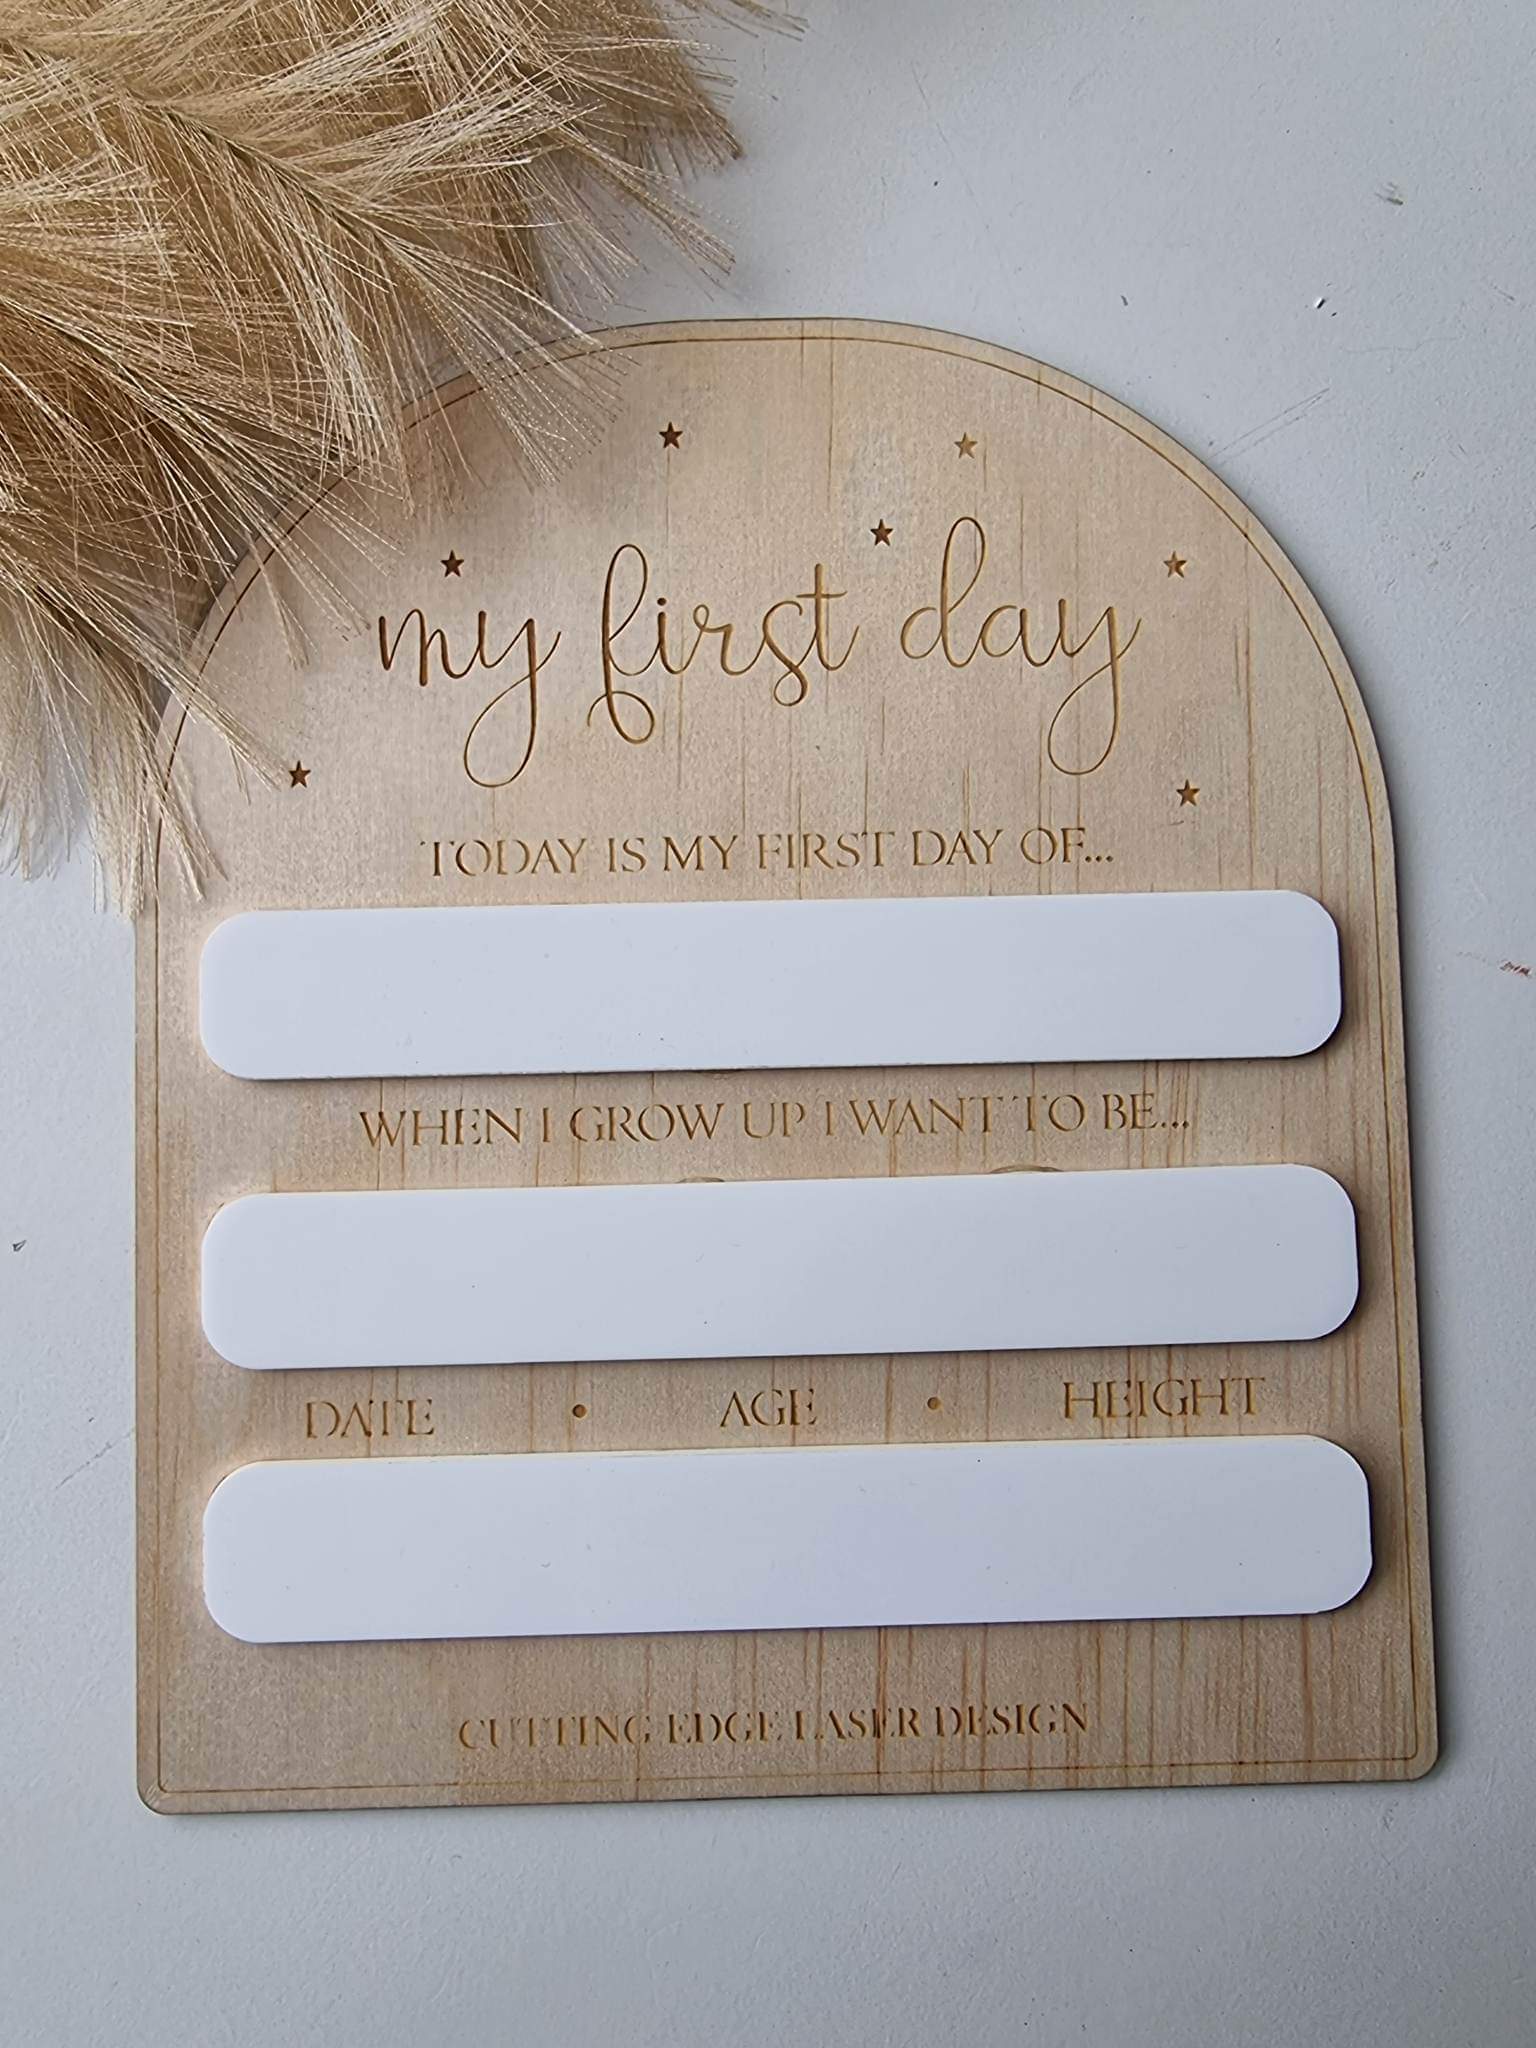 my first day
TODAY IS MY FIRST DAY OF...
WHEN I GROW UP I WANT TO BE...
DATE • AGE • HEIGHT
CUTTING EDGE LASER DESIGN